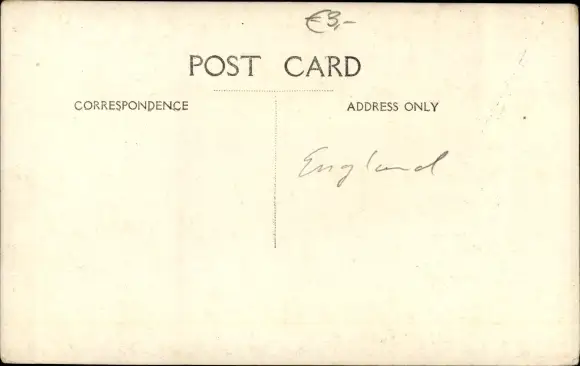 €3,-
POST CARD
CORRESPONDENCE
ADDRESS ONLY
England